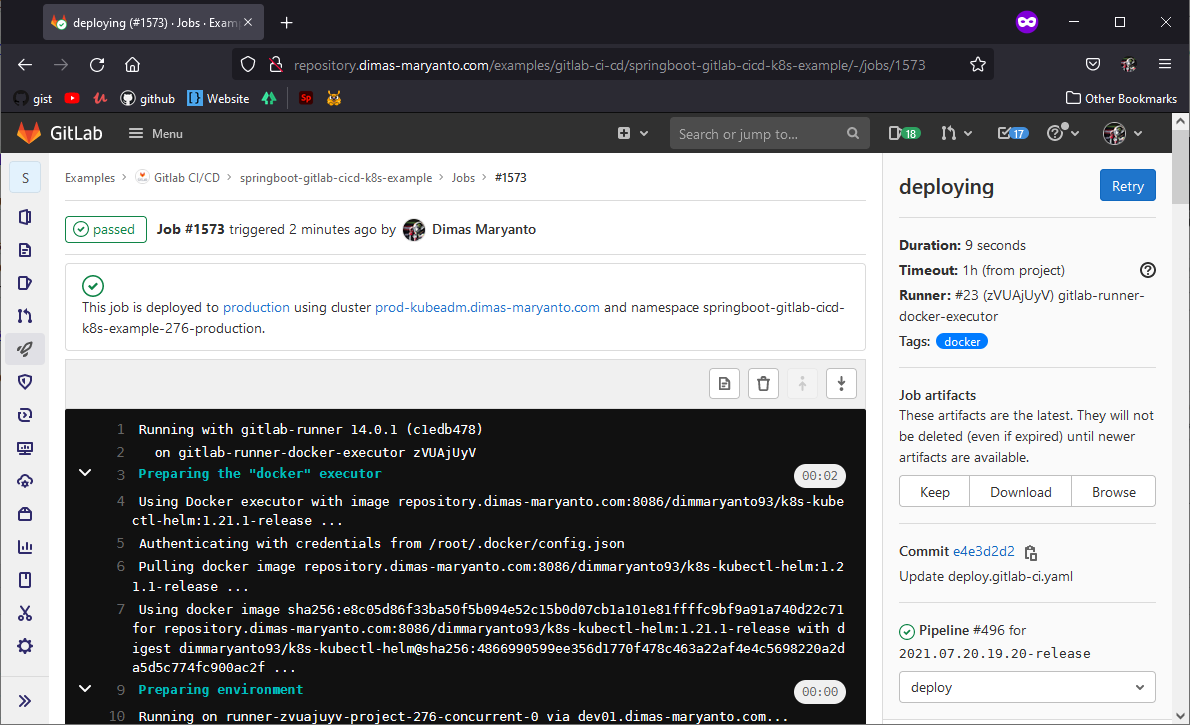 deploying (#1573) · Jobs · Exam
repository.dimas-maryanto.com/examples/gitlab-ci-cd/springboot-gitlab-cicd-k8s-example/-/jobs/1573
gist
github
Website
Sp
Other Bookmarks
GitLab
Menu
Search or jump to...
18
17
S
Examples
Gitlab CI/CD
springboot-gitlab-cicd-k8s-example
Jobs
#1573
passed
Job #1573 triggered 2 minutes ago by Dimas Maryanto
This job is deployed to production using cluster prod-kubeadm.dimas-maryanto.com and namespace springboot-gitlab-cicd-
k8s-example-276-production.
1 Running with gitlab-runner 14.0.1 (c1edb478)
2 on gitlab-runner-docker-executor zVUAjUyV
3 Preparing the "docker" executor
00:02
4 Using Docker executor with image repository.dimas-maryanto.com:8086/dimmaryanto93/k8s-kube
ctl-helm:1.21.1-release ...
5 Authenticating with credentials from /root/.docker/config.json
6 Pulling docker image repository.dimas-maryanto.com:8086/dimmaryanto93/k8s-kubectl-helm:1.2
1.1-release ...
7 Using docker image sha256:e8c05d86f33ba50f5b094e52c15b0d07cb1a101e81ffffc9bf9a91a740d22c71
for repository.dimas-maryanto.com:8086/dimmaryanto93/k8s-kubectl-helm:1.21.1-release with d
igest dimmaryanto93/k8s-kubectl-helm@sha256:4866990599ee356d1770f478c463a22af4e4c5698220a2d
a5d5c774fc900ac2f ...
9 Preparing environment
00:00
10 Running on runner-zvuajuyv-project-276-concurrent-0 via dev01.dimas-maryanto.com...
deploying
Retry
Duration: 9 seconds
Timeout: 1h (from project)
Runner: #23 (zVUAjUyV) gitlab-runner-
docker-executor
Tags: docker
Job artifacts
These artifacts are the latest. They will not
be deleted (even if expired) until newer
artifacts are available.
Keep
Download
Browse
Commit e4e3d2d2
Update deploy.gitlab-ci.yaml
Pipeline #496 for
2021.07.20.19.20-release
deploy